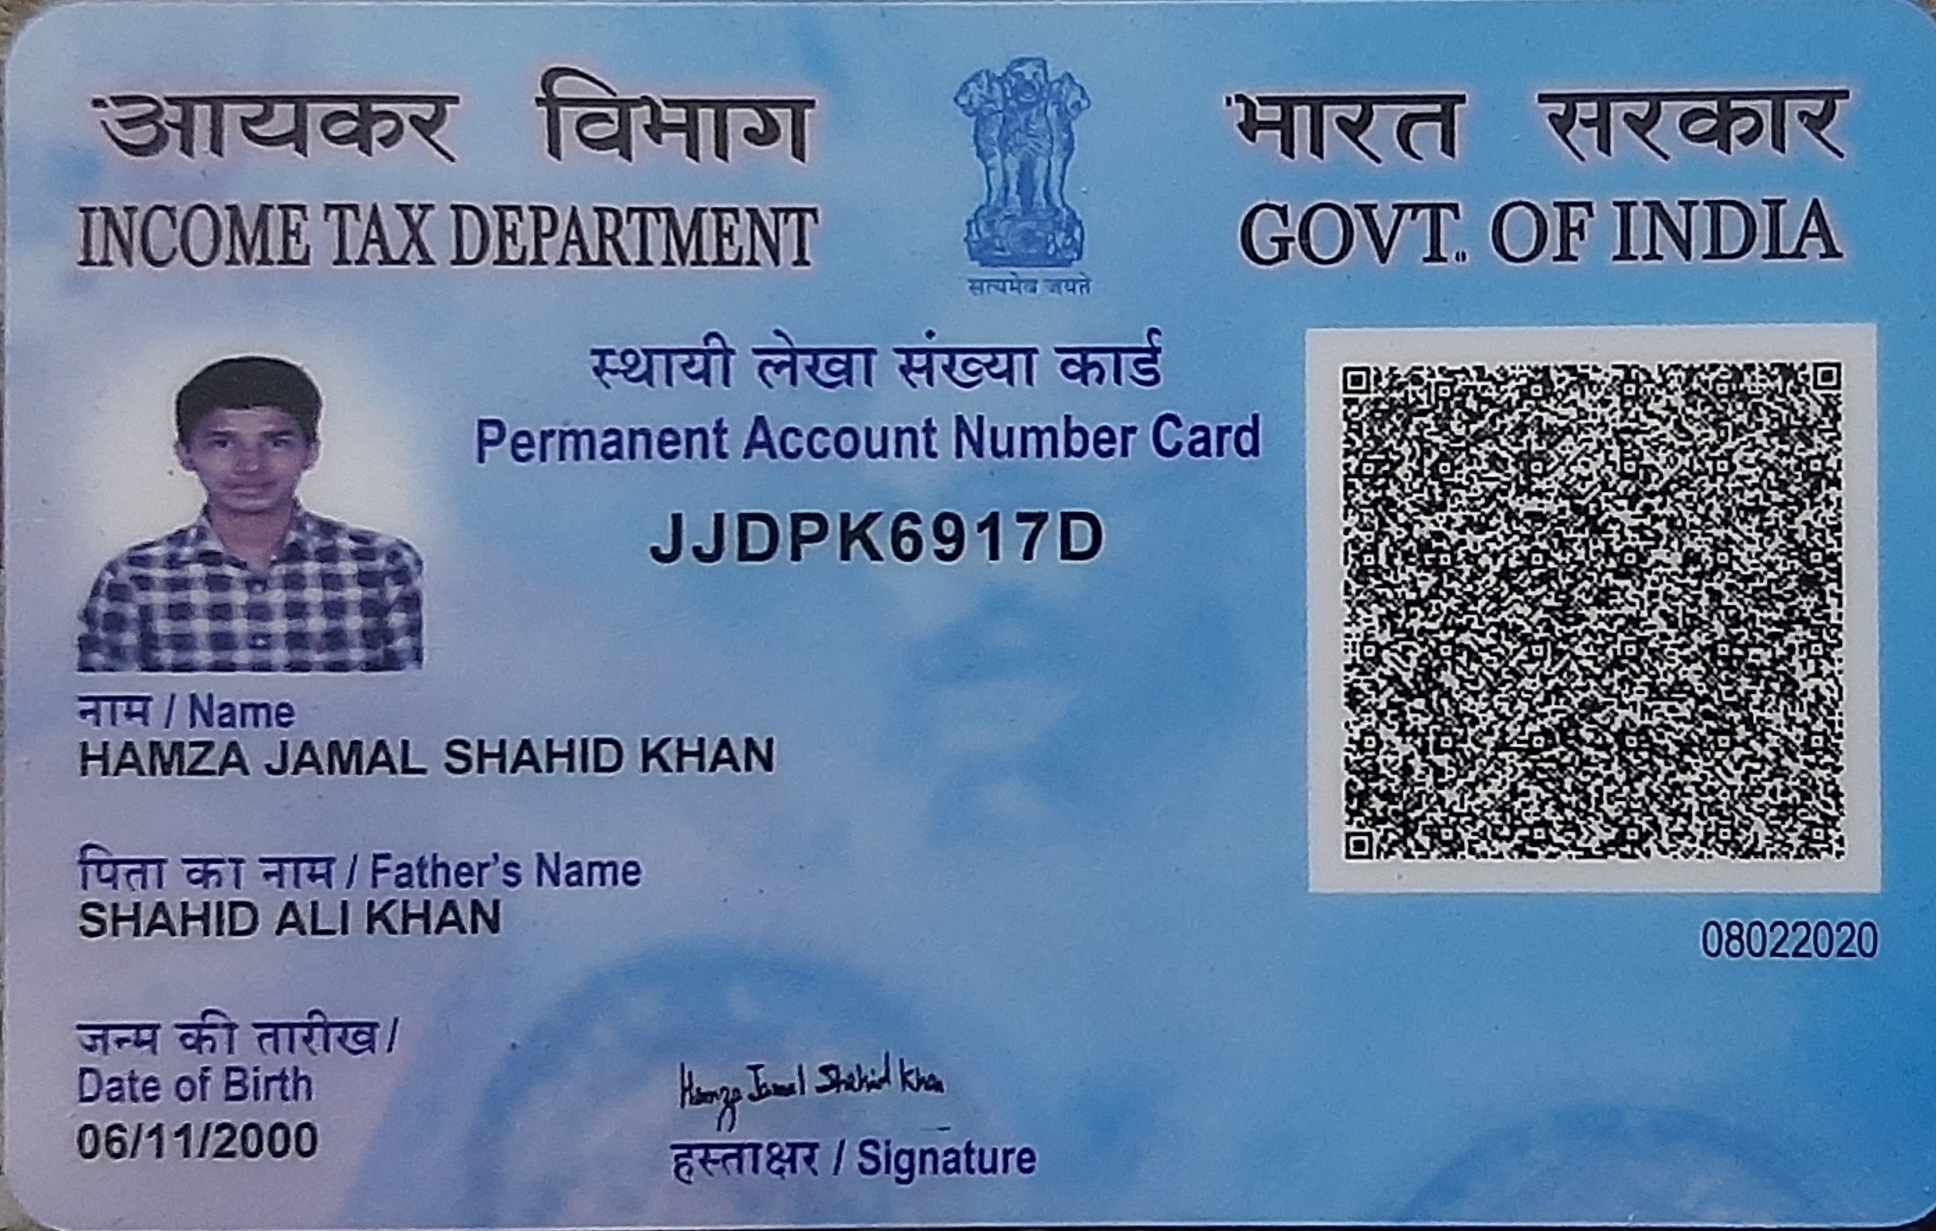 आयकर विभाग
INCOME TAX DEPARTMENT
सत्यमेव जयते
भारत सरकार
GOVT. OF INDIA
स्थायी लेखा संख्या कार्ड
Permanent Account Number Card
JJDPK6917D
नाम / Name
HAMZA JAMAL SHAHID KHAN
पिता का नाम / Father's Name
SHAHID ALI KHAN
08022020
जन्म की तारीख /
Date of Birth
06/11/2000
Hamza Jamal Shahid Khan
हस्ताक्षर / Signature